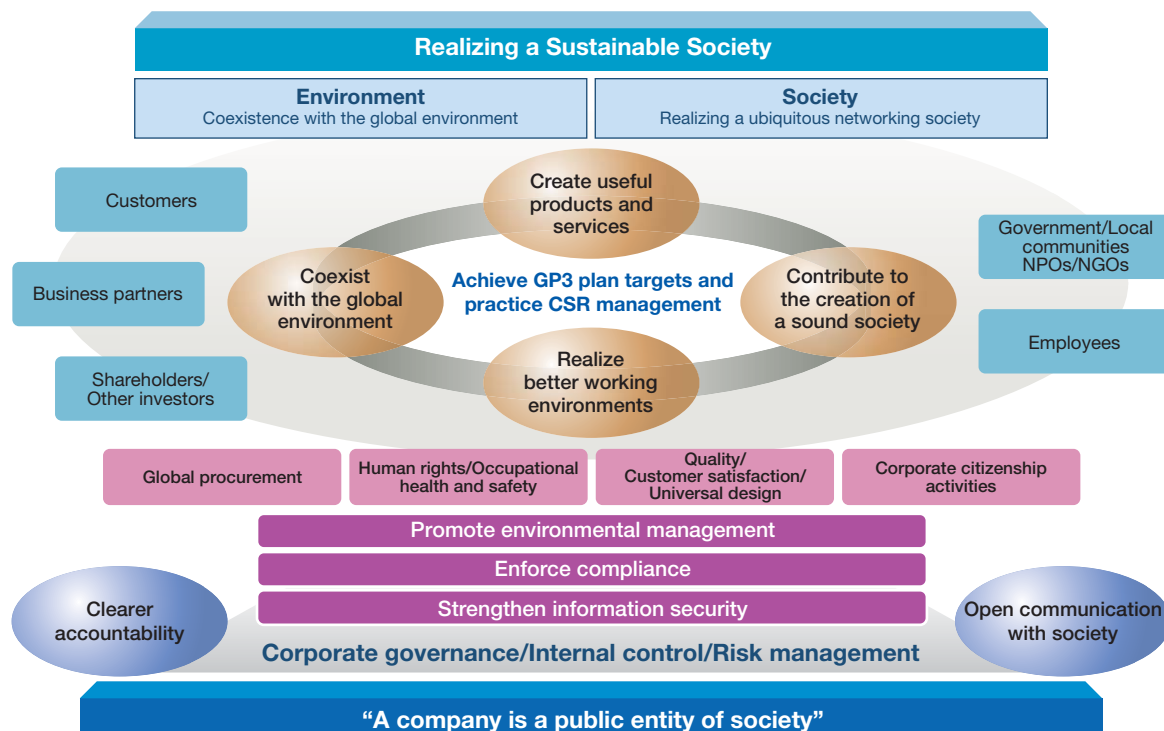 Realizing a Sustainable Society
Environment
Coexistence with the global environment
Society
Realizing a ubiquitous networking society
Customers
Business partners
Shareholders/
Other investors
Create useful
products and
services
Coexist
with the global
environment
Achieve GP3 plan targets and
practice CSR management
Contribute to
the creation of
a sound society
Realize
better working
environments
Government/Local
communities
NPOs/NGOs
Employees
Global procurement
Human rights/Occupational
health and safety
Quality/
Customer satisfaction/
Universal design
Corporate citizenship
activities
Promote environmental management
Enforce compliance
Strengthen information security
Clearer
accountability
Open communication
with society
Corporate governance/Internal control/Risk management
“A company is a public entity of society”